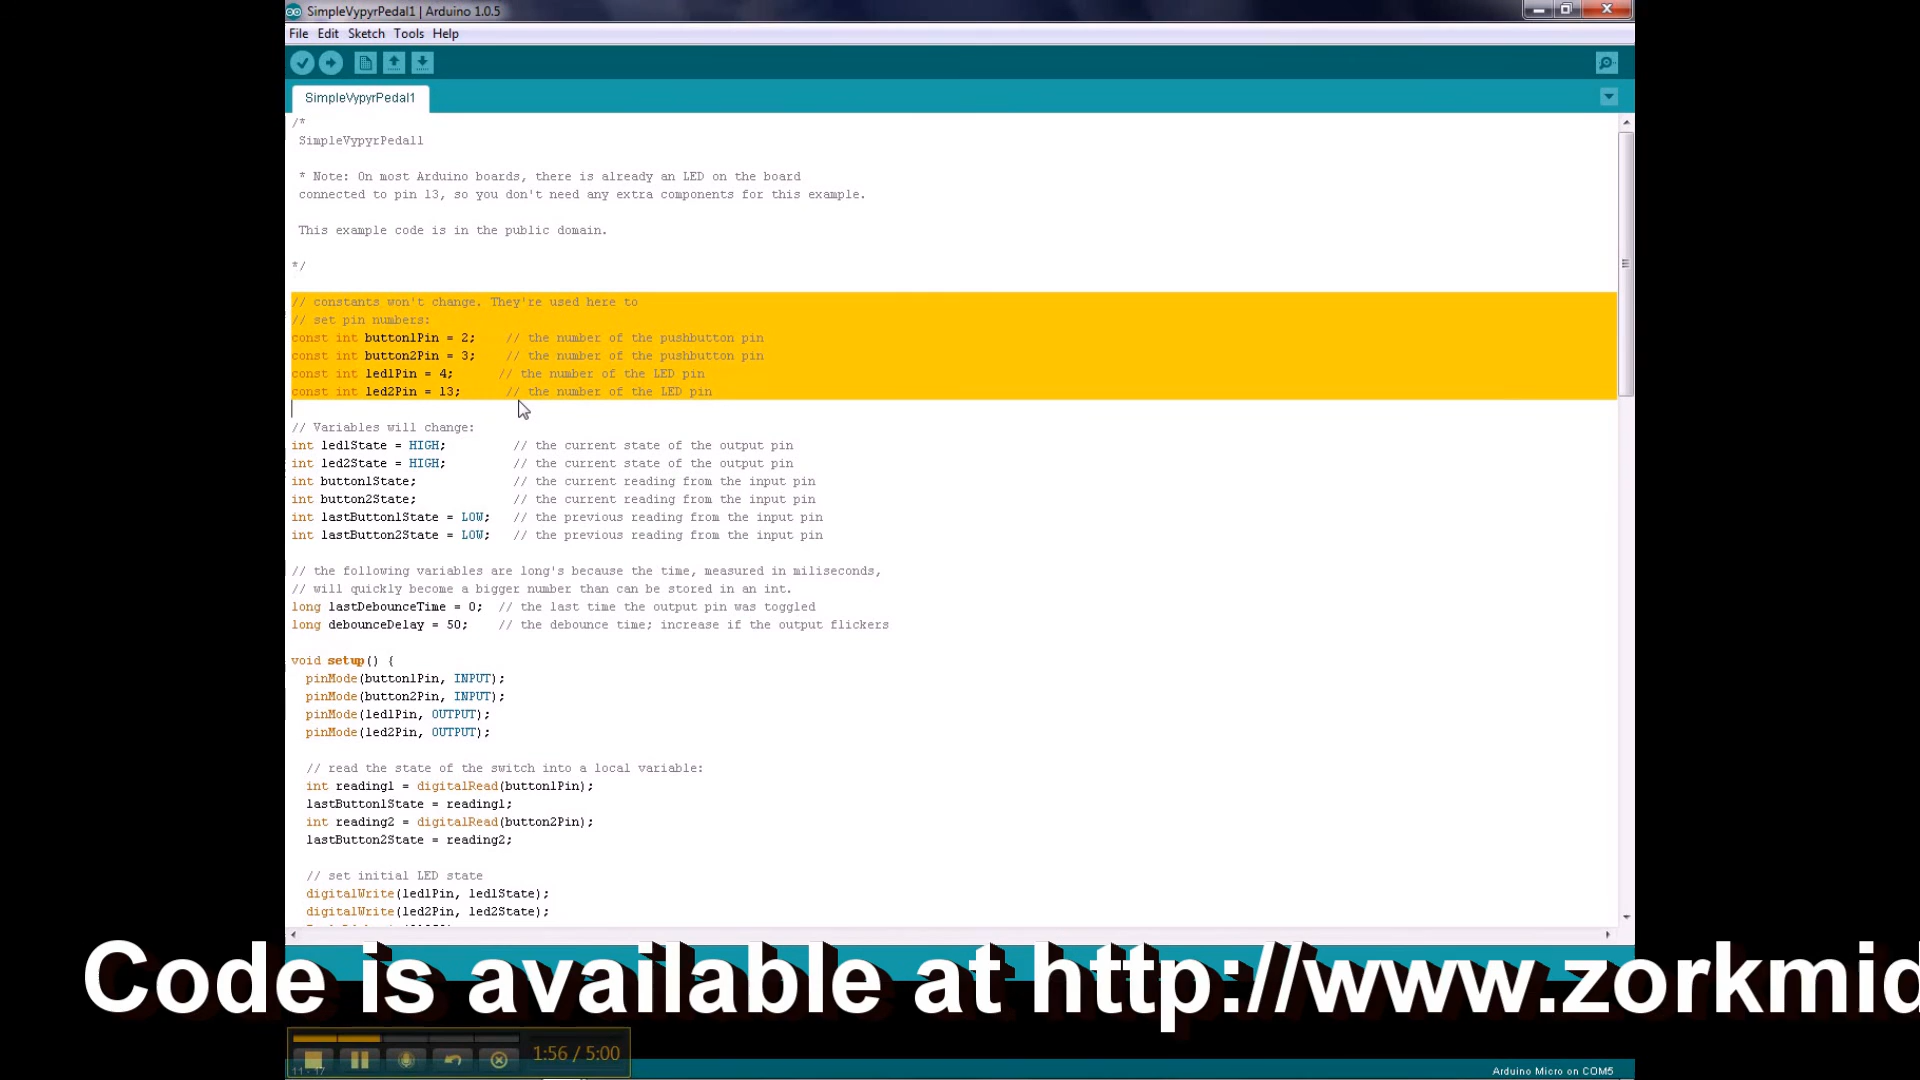 SimpleVypyrPedal1 | Arduino 1.0.5
File Edit Sketch Tools Help
SimpleVypyrPedal1
/*
SimpleVypyrPedal1
* Note: On most Arduino boards, there is already an LED on the board
connected to pin 13, so you don't need any extra components for this example.
This example code is in the public domain.
*/
// constants won't change. They're used here to
// set pin numbers:
const int button1Pin = 2; // the number of the pushbutton pin
const int button2Pin = 3; // the number of the pushbutton pin
const int led1Pin = 4; // the number of the LED pin
const int led2Pin = 13; // the number of the LED pin
// Variables will change:
int led1State = HIGH; // the current state of the output pin
int led2State = HIGH; // the current state of the output pin
int button1State; // the current reading from the input pin
int button2State; // the current reading from the input pin
int lastButton1State = LOW; // the previous reading from the input pin
int lastButton2State = LOW; // the previous reading from the input pin
// the following variables are long's because the time, measured in miliseconds,
// will quickly become a bigger number than can be stored in an int.
long lastDebounceTime = 0; // the last time the output pin was toggled
long debounceDelay = 50; // the debounce time; increase if the output flickers
void setup() {
pinMode(button1Pin, INPUT);
pinMode(button2Pin, INPUT);
pinMode(led1Pin, OUTPUT);
pinMode(led2Pin, OUTPUT);
// read the state of the switch into a local variable:
int reading1 = digitalRead(button1Pin);
lastButton1State = reading1;
int reading2 = digitalRead(button2Pin);
lastButton2State = reading2;
// set initial LED state
digitalWrite(led1Pin, led1State);
digitalWrite(led2Pin, led2State);
Code is available at http://www.zorkmid
1:56 / 5:00
11 - 17
Arduino Micro on COM5